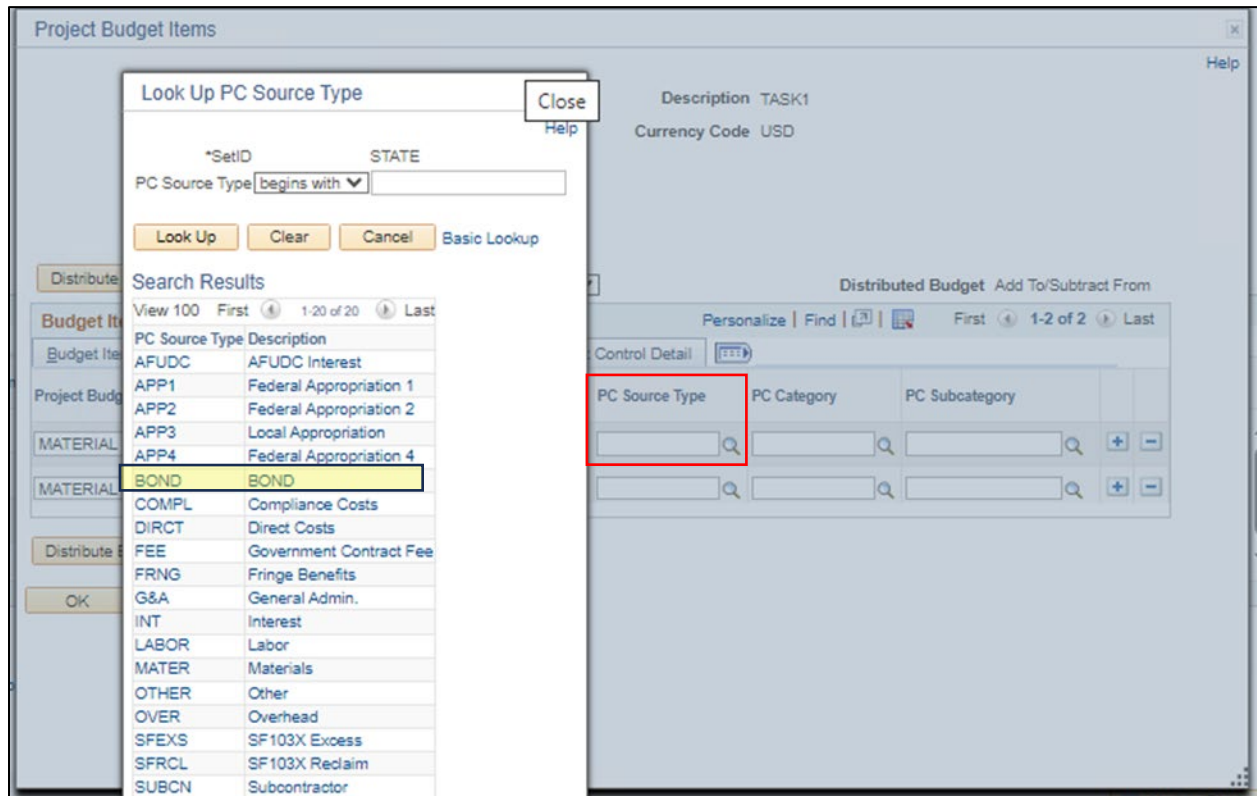 Project Budget Items
Help
Look Up PC Source Type
Close
Help
Description TASK1
Currency Code USD
*SetID STATE
PC Source Type begins with
Look Up Clear Cancel Basic Lookup
Distribute
Search Results
Distributed Budget Add To/Subtract From
View 100 First 1-20 of 20 Last
Budget Ite
Personalize | Find | First 1-2 of 2 Last
PC Source Type Description
Budget Ite
Control Detail
AFUDC AFUDC Interest
APP1 Federal Appropriation 1
Project Budg
PC Source Type PC Category PC Subcategory
APP2 Federal Appropriation 2
APP3 Local Appropriation
MATERIAL
APP4 Federal Appropriation 4
BOND BOND
MATERIAL
COMPL Compliance Costs
DIRCT Direct Costs
Distribute
FEE Government Contract Fee
FRNG Fringe Benefits
OK
G&A General Admin.
INT Interest
LABOR Labor
MATER Materials
OTHER Other
OVER Overhead
SFEXS SF103X Excess
SFRCL SF103X Reclaim
SUBCN Subcontractor